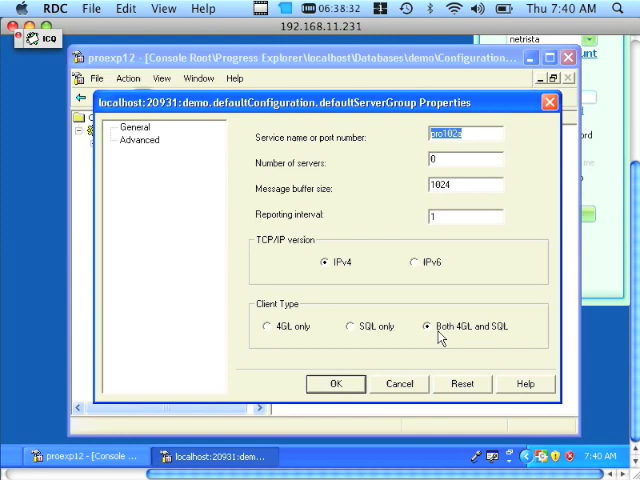 RDC File Edit View Help 06:38:32 Thu 7:40 AM
192.168.11.231
netrista
ICQ
proexp12 - [Console Root\Progress Explorer\localhost\Databases\demo\Configuration...
File Action View Window Help
localhost:20931:demo.defaultConfiguration.defaultServerGroup Properties
General
Advanced
Service name or port number: pro102a
Number of servers: 0
Message buffer size: 1024
Reporting interval: 1
TCP/IP version
IPv4 IPv6
Client Type
4GL only SQL only Both 4GL and SQL
OK Cancel Reset Help
proexp12 - [Console ... localhost:20931:dem... 7:40 AM